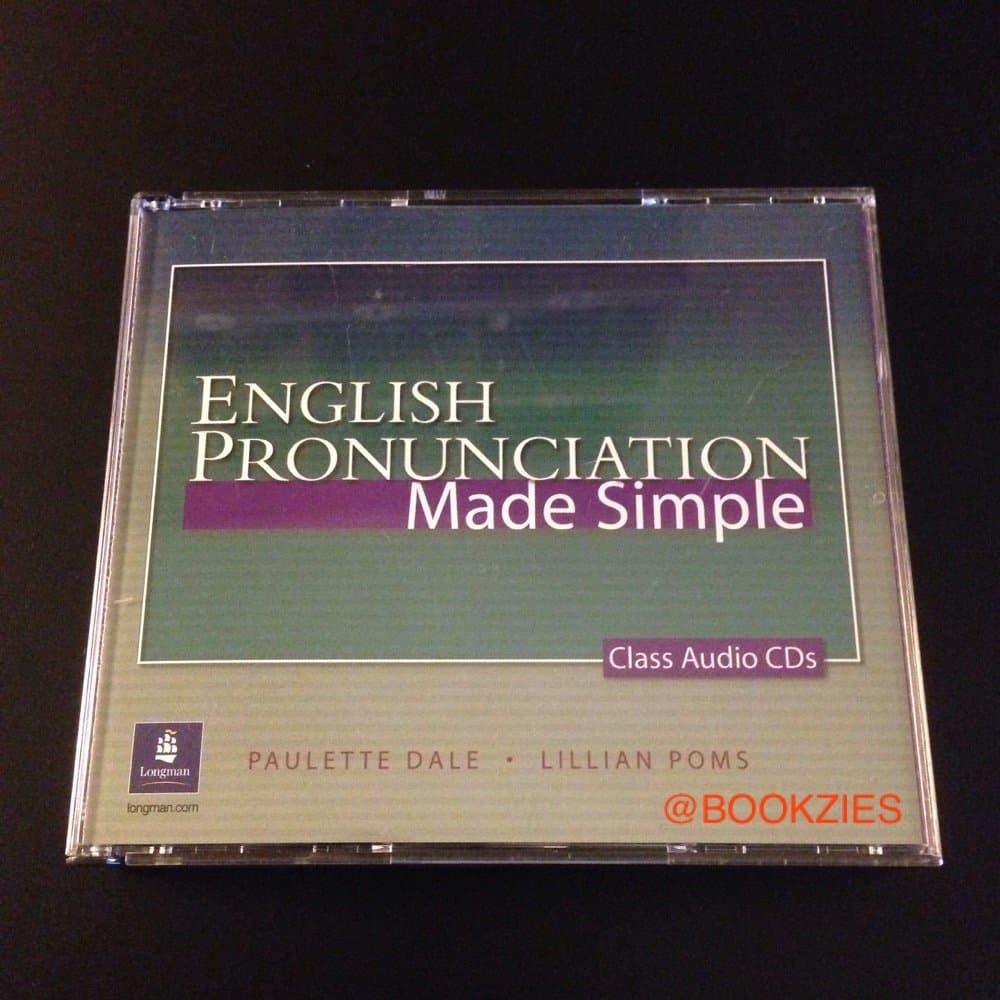 ENGLISH
PRONUNCIATION
Made Simple
Class Audio CDs
Longman
longman.com
PAULETTE DALE • LILLIAN POMS
@BOOKZIES